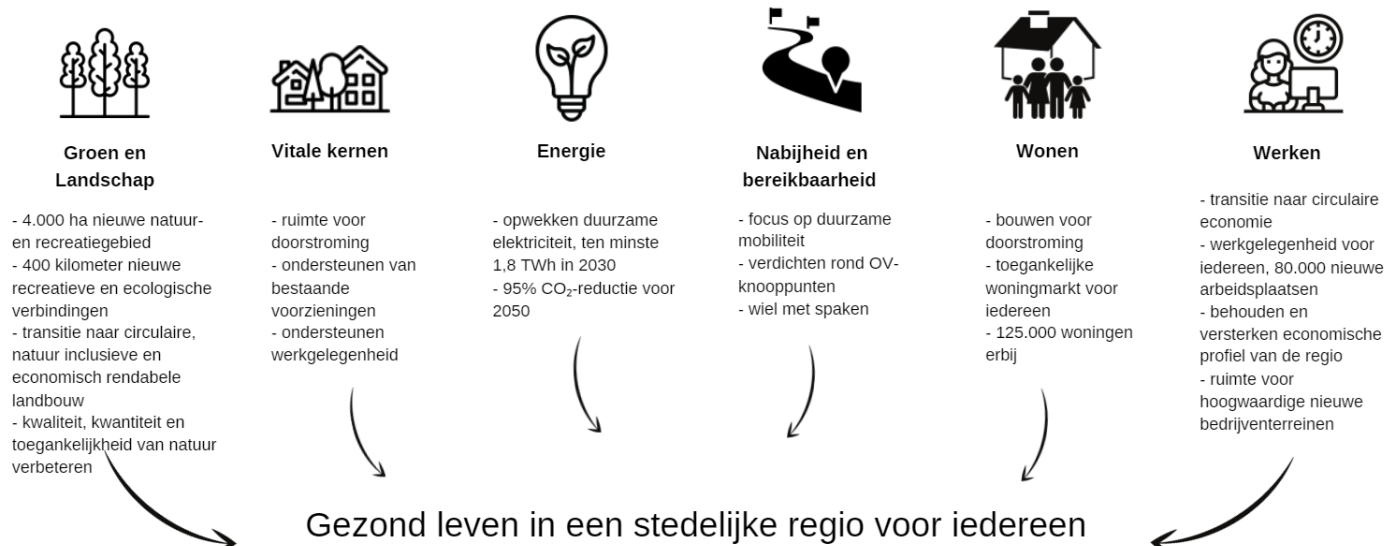 Groen en
Landschap
- 4.000 ha nieuwe natuur-
en recreatiegebied
- 400 kilometer nieuwe
recreatieve en ecologische
verbindingen
- transitie naar circulaire,
natuur inclusieve en
economisch rendabele
landbouw
- kwaliteit, kwantiteit en
toegankelijkheid van natuur
verbeteren
Vitale kernen
- ruimte voor
doorstroming
- ondersteunen van
bestaande
voorzieningen
- ondersteunen
werkgelegenheid
Energie
- opwekken duurzame
elektriciteit, ten minste
1,8 TWh in 2030
- 95% CO₂-reductie voor
2050
Nabijheid en
bereikbaarheid
- focus op duurzame
mobiliteit
- verdichten rond OV-
knooppunten
- wiel met spaken
Wonen
- bouwen voor
doorstroming
- toegankelijke
woningmarkt voor
iedereen
- 125.000 woningen
erbij
Werken
- transitie naar circulaire
economie
- werkgelegenheid voor
iedereen, 80.000 nieuwe
arbeidsplaatsen
- behouden en
versterken economische
profiel van de regio
- ruimte voor
hoogwaardige nieuwe
bedrijventerreinen
Gezond leven in een stedelijke regio voor iedereen